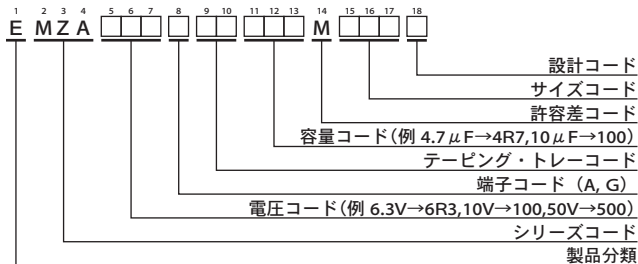 1 2 3 4 5 6 7 8 9 10 11 12 13 14 15 16 17 18
E MZA □□□ □ □□ □□□ M □□□ □
設計コード
サイズコード
許容差コード
容量コード(例 4.7μF→4R7,10μF→100)
テーピング・トレーコード
端子コード (A, G)
電圧コード(例 6.3V→6R3,10V→100,50V→500)
シリーズコード
製品分類